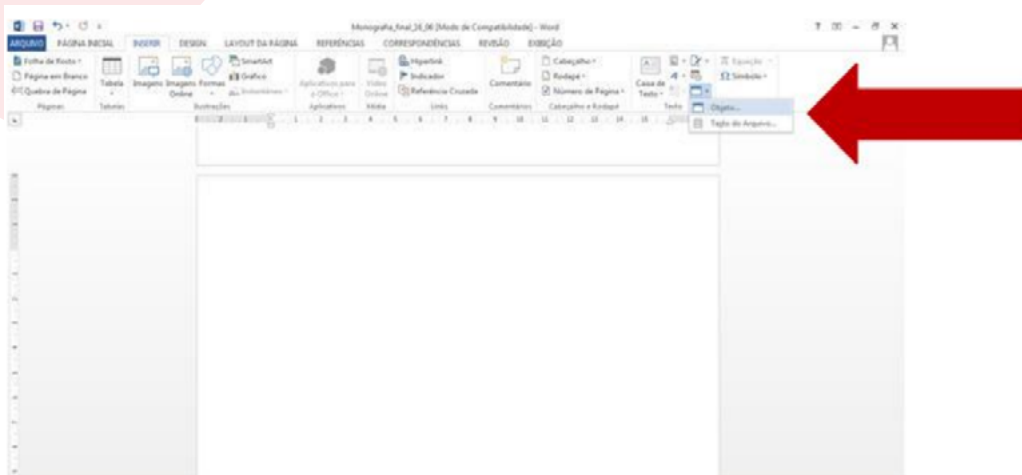 Monografia_final_16_06 [Modo de Compatibilidade] - Word
ARQUIVO PÁGINA INICIAL INSERIR DESIGN LAYOUT DA PÁGINA REFERÊNCIAS CORRESPONDÊNCIAS REVISÃO EXIBIÇÃO
Folha de Rosto
Página em Branco
Quebra de Página
Páginas
Tabela
Tabelas
Imagens
Imagens Online
Formas
SmartArt
Gráfico
Instantâneo
Ilustrações
Aplicativos para o Office
Aplicativos
Vídeo Online
Mídia
Hiperlink
Indicador
Referência Cruzada
Links
Comentário
Comentários
Cabeçalho
Rodapé
Número de Página
Cabeçalho e Rodapé
Caixa de Texto
Texto
Equação
Símbolo
Objeto...
Texto do Arquivo...